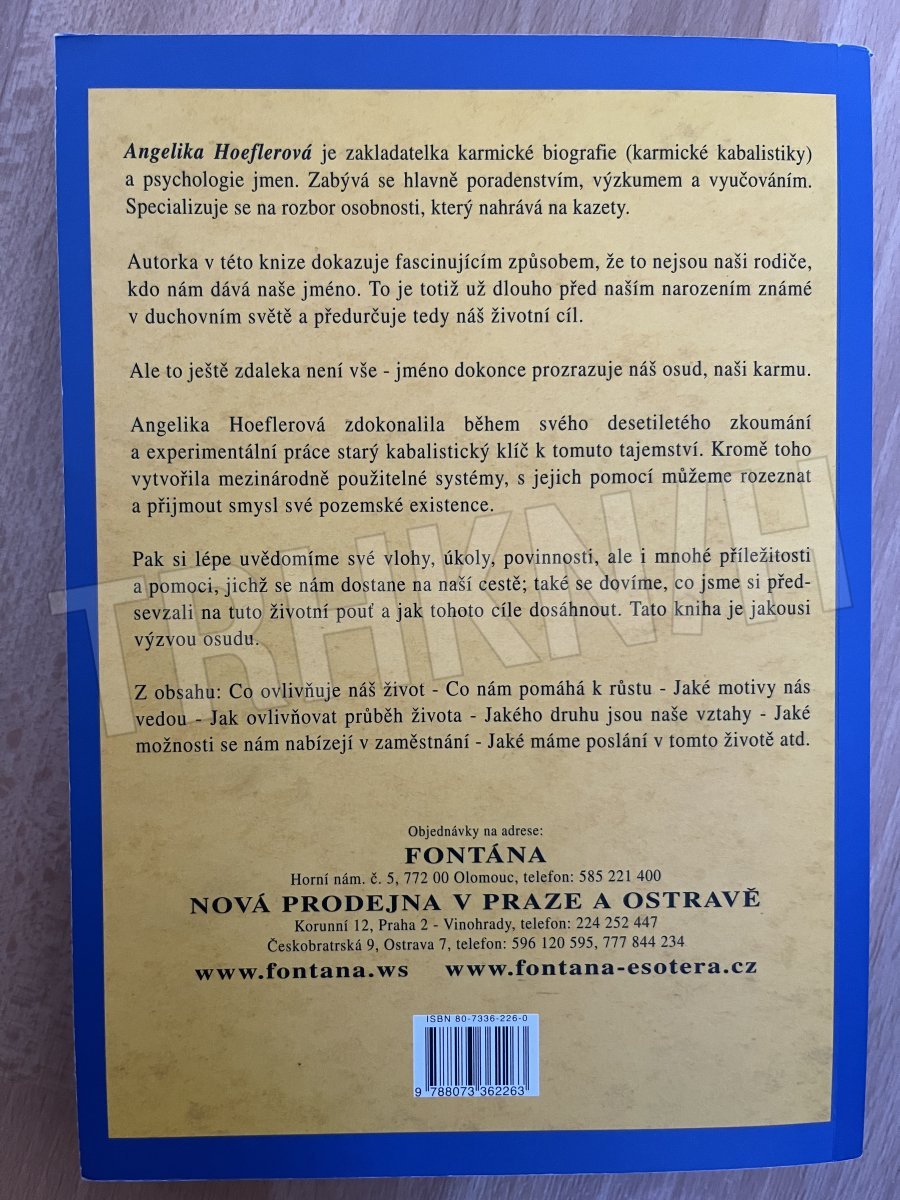 Angelika Hoeflerová je zakladatelka karmické biografie (karmické kabalistiky)
a psychologie jmen. Zabývá se hlavně poradenstvím, výzkumem a vyučováním.
Specializuje se na rozbor osobnosti, který nahrává na kazety.
Autorka v této knize dokazuje fascinujícím způsobem, že to nejsou naši rodiče,
kdo nám dává naše jméno. To je totiž už dlouho před naším narozením známé
v duchovním světě a předurčuje tedy náš životní cíl.
Ale to ještě zdaleka není vše - jméno dokonce prozrazuje náš osud, naši karmu.
Angelika Hoeflerová zdokonalila během svého desetiletého zkoumání
a experimentální práce starý kabalistický klíč k tomuto tajemství. Kromě toho
vytvořila mezinárodně použitelné systémy, s jejich pomocí můžeme rozeznat
a přijmout smysl své pozemské existence.
Pak si lépe uvědomíme své vlohy, úkoly, povinností, ale i mnohé příležitosti
a pomoci, jichž se nám dostane na naší cestě; také se dovíme, co jsme si před-
sevzali na tuto životní pouť a jak tohoto cíle dosáhnout. Tato kniha je jakousi
výzvou osudu.
Z obsahu: Co ovlivňuje náš život - Co nám pomáhá k růstu - Jaké motivy nás
vedou - Jak ovlivňovat průběh života - Jakého druhu jsou naše vztahy - Jaké
možnosti se nám nabízejí v zaměstnání - Jaké máme poslání v tomto životě atd.
TRHKNIH
Objednávky na adrese:
FONTÁNA
Horní nám. č. 5, 772 00 Olomouc, telefon: 585 221 400
NOVÁ PRODEJNA V PRAZE A OSTRAVĚ
Korunní 12, Praha 2 - Vinohrady, telefon: 224 252 447
Českobratrská 9, Ostrava 7, telefon: 596 120 595, 777 844 234
www.fontana.ws www.fontana-esotera.cz
ISBN 80-7336-226-0
9 788073 362263